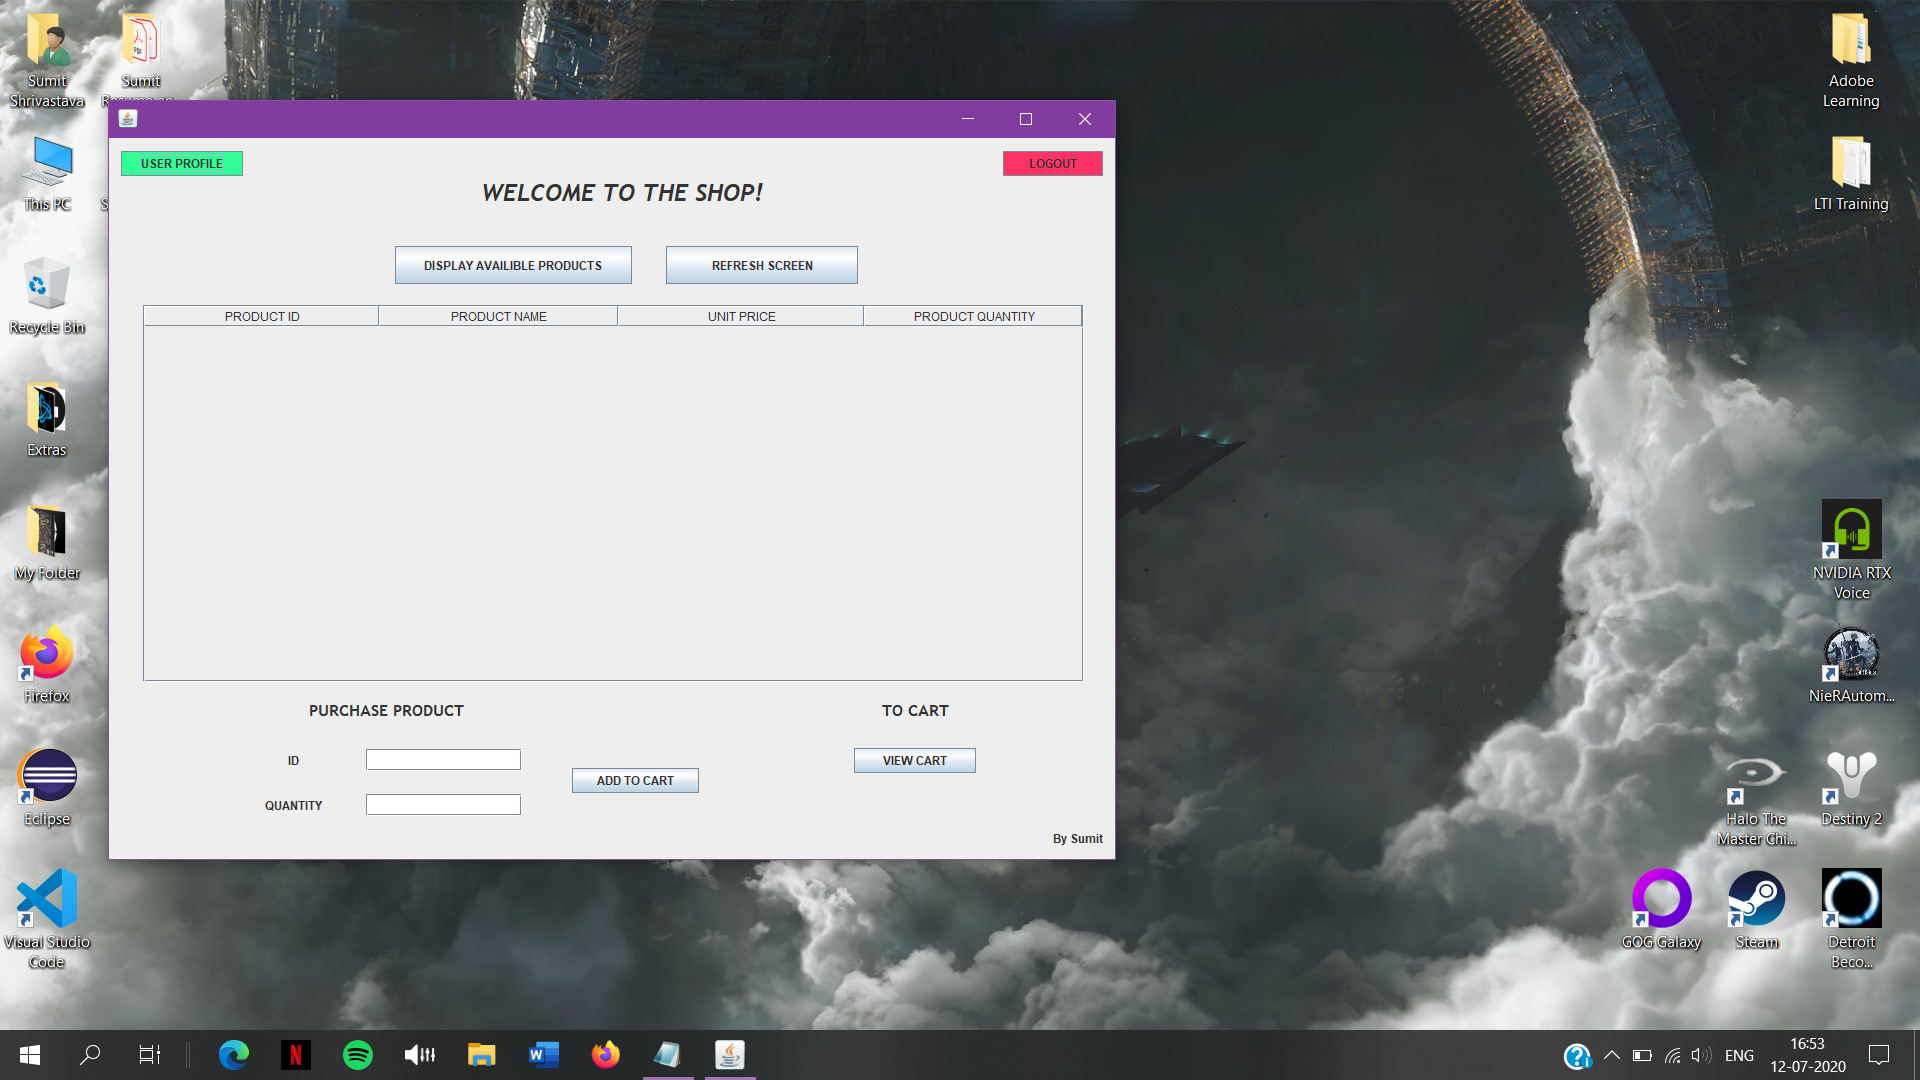 Sumit
Shrivastava
Sumit
This PC
Recycle Bin
Extras
My Folder
Firefox
Eclipse
Visual Studio
Code
USER PROFILE
LOGOUT
WELCOME TO THE SHOP!
DISPLAY AVAILIBLE PRODUCTS
REFRESH SCREEN
PRODUCT ID
PRODUCT NAME
UNIT PRICE
PRODUCT QUANTITY
PURCHASE PRODUCT
TO CART
ID
VIEW CART
ADD TO CART
QUANTITY
By Sumit
Adobe
Learning
LTI Training
NVIDIA RTX
Voice
NieRAutom...
Halo The
Master Chi...
Destiny 2
GOG Galaxy
Steam
Detroit
Beco...
ENG
16:53
12-07-2020